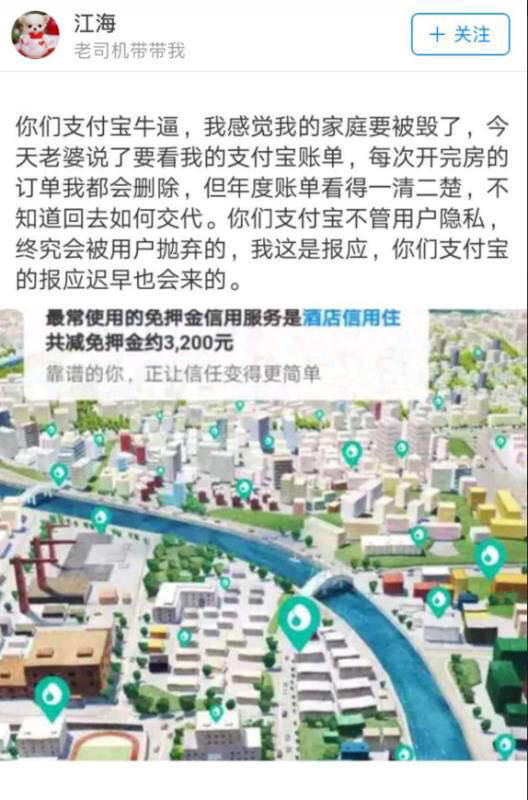 江海
老司机带带我
+ 关注
你们支付宝牛逼，我感觉我的家庭要被毁了，今
天老婆说了要看我的支付宝账单，每次开完房的
订单我都会删除，但年度账单看得一清二楚，不
知道回去如何交代。你们支付宝不管用户隐私，
终究会被用户抛弃的，我这是报应，你们支付宝
的报应迟早也会来的。
最常使用的免押金信用服务是酒店信用住
共减免押金约3,200元
靠谱的你，正让信任变得更简单